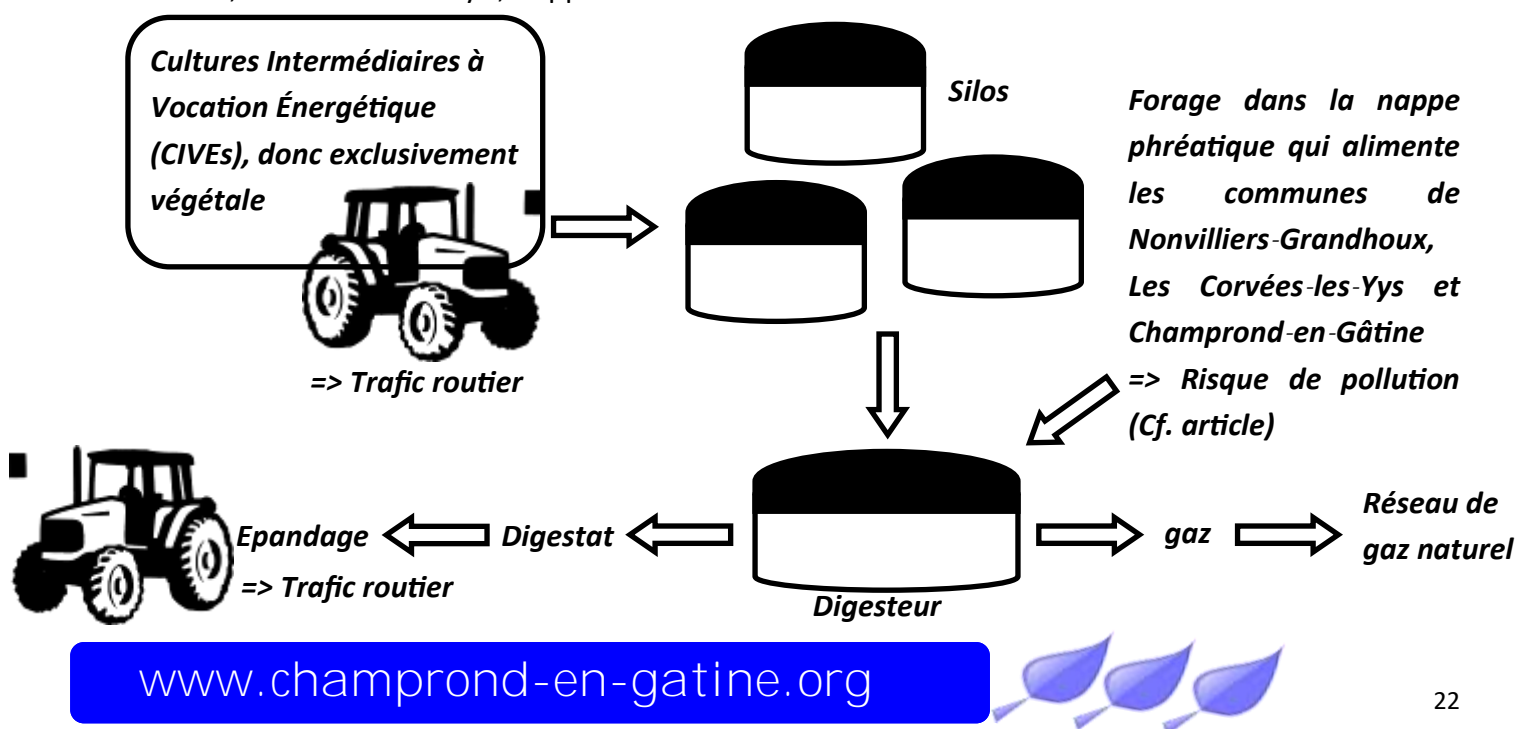 Cultures Intermédiaires à
Vocation Énergétique
(CIVEs), donc exclusivement
végétale
=> Trafic routier
Silos
Forage dans la nappe
phréatique qui alimente
les communes de
Nonvilliers-Grandhoux,
Les Corvées-les-Yys et
Champrond-en-Gâtine
=> Risque de pollution
(Cf. article)
Epandage
=> Trafic routier
Digestat
Digesteur
gaz
Réseau de
gaz naturel
www.champrond-en-gatine.org
22